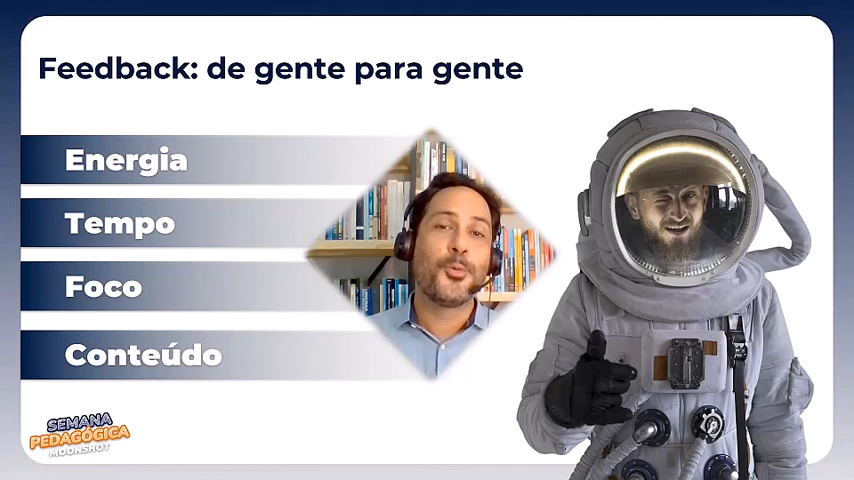 Feedback: de gente para gente
Energia
Tempo
Foco
Conteúdo
SEMANA
PEDAGÓGICA
MOONSHOT